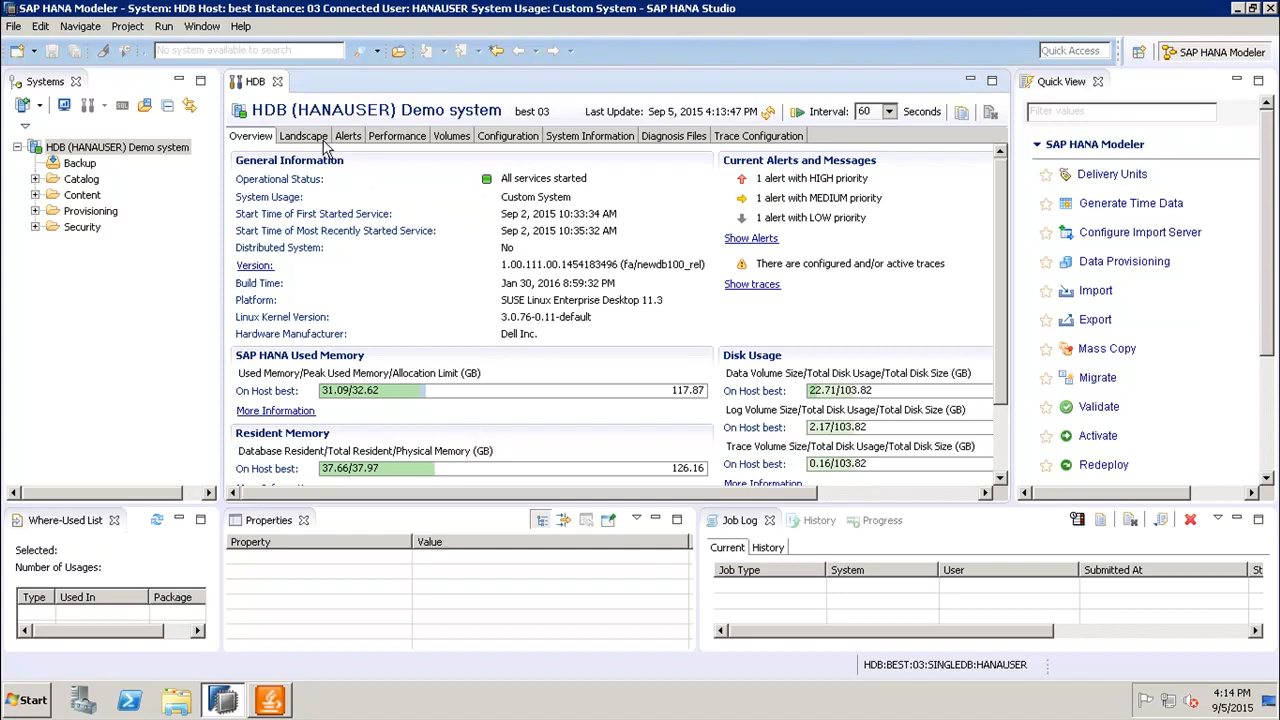 SAP HANA Modeler - System: HDB Host: best Instance: 03 Connected User: HANAUSER System Usage: Custom System - SAP HANA Studio
File Edit Navigate Project Run Window Help
No system available to search
Quick Access
SAP HANA Modeler
Systems
HDB (HANAUSER) Demo system
Backup
Catalog
Content
Provisioning
Security
HDB
HDB (HANAUSER) Demo system best 03 Last Update: Sep 5, 2015 4:13:47 PM Interval: 60 Seconds
Overview Landscape Alerts Performance Volumes Configuration System Information Diagnosis Files Trace Configuration
General Information
Operational Status: All services started
System Usage: Custom System
Start Time of First Started Service: Sep 2, 2015 10:33:34 AM
Start Time of Most Recently Started Service: Sep 2, 2015 10:35:32 AM
Distributed System: No
Version: 1.00.111.00.1454183496 (fa/newdb100_rel)
Build Time: Jan 30, 2016 8:59:32 PM
Platform: SUSE Linux Enterprise Desktop 11.3
Linux Kernel Version: 3.0.76-0.11-default
Hardware Manufacturer: Dell Inc.
Current Alerts and Messages
1 alert with HIGH priority
1 alert with MEDIUM priority
1 alert with LOW priority
Show Alerts
There are configured and/or active traces
Show traces
SAP HANA Used Memory
Used Memory/Peak Used Memory/Allocation Limit (GB)
On Host best: 31.09/32.62 117.87
More Information
Resident Memory
Database Resident/Total Resident/Physical Memory (GB)
On Host best: 37.66/37.97 126.16
Disk Usage
Data Volume Size/Total Disk Usage/Total Disk Size (GB)
On Host best: 22.71/103.82
Log Volume Size/Total Disk Usage/Total Disk Size (GB)
On Host best: 2.17/103.82
Trace Volume Size/Total Disk Usage/Total Disk Size (GB)
On Host best: 0.16/103.82
More Information
Quick View
Filter values
SAP HANA Modeler
Delivery Units
Generate Time Data
Configure Import Server
Data Provisioning
Import
Export
Mass Copy
Migrate
Validate
Activate
Redeploy
Where-Used List
Selected:
Number of Usages:
Type Used In Package
Properties
Property Value
Job Log History Progress
Current History
Job Type System User Submitted At St
HDB:BEST:03:SINGLEDB:HANAUSER
Start
4:14 PM
9/5/2015